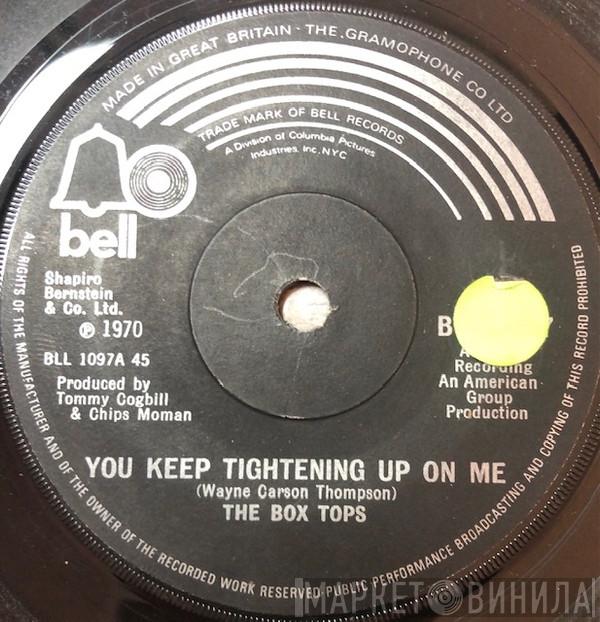 MADE IN GREAT BRITAIN - THE GRAMOPHONE CO LTD
TRADE MARK OF BELL RECORDS
A Division of Columbia Pictures
Industries, Inc. NYC
bell
Shapiro
Bernstein
& Co. Ltd.
℗ 1970
BLL 1097A 45
Produced by
Tommy Cogbill
& Chips Moman
Recording
An American
Group
Production
YOU KEEP TIGHTENING UP ON ME
(Wayne Carson Thompson)
THE BOX TOPS
ALL RIGHTS OF THE MANUFACTURER AND OF THE OWNER OF THE RECORDED WORK RESERVED PUBLIC PERFORMANCE BROADCASTING AND COPYING OF THIS RECORD PROHIBITED
МАРКЕТ ВИНИЛА